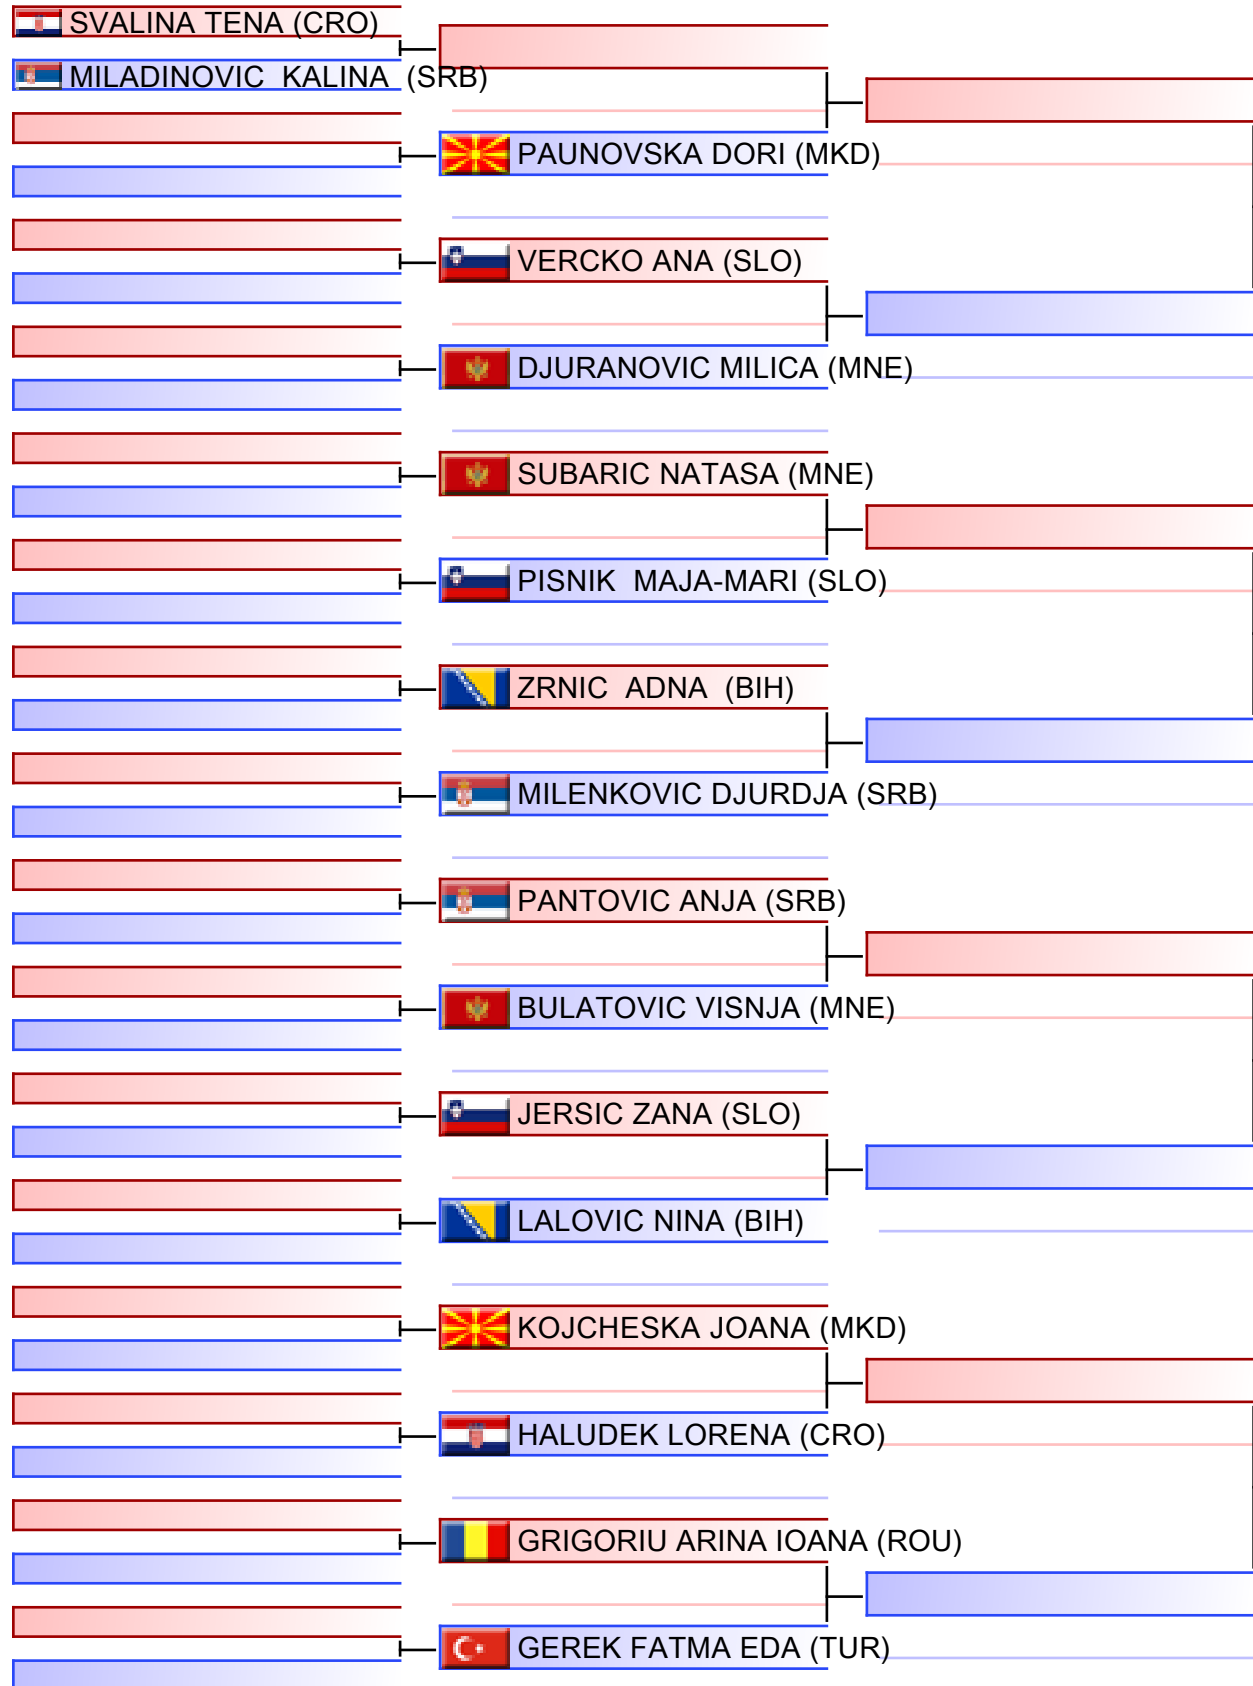 SVALINA TENA (CRO)
MILADINOVIC  KALINA  (SRB)
PAUNOVSKA DORI (MKD)
VERCKO ANA (SLO)
DJURANOVIC MILICA (MNE)
SUBARIC NATASA (MNE)
PISNIK  MAJA-MARI (SLO)
ZRNIC  ADNA  (BIH)
MILENKOVIC DJURDJA (SRB)
PANTOVIC ANJA (SRB)
BULATOVIC VISNJA (MNE)
JERSIC ZANA (SLO)
LALOVIC NINA (BIH)
KOJCHESKA JOANA (MKD)
HALUDEK LORENA (CRO)
GRIGORIU ARINA IOANA (ROU)
GEREK FATMA EDA (TUR)